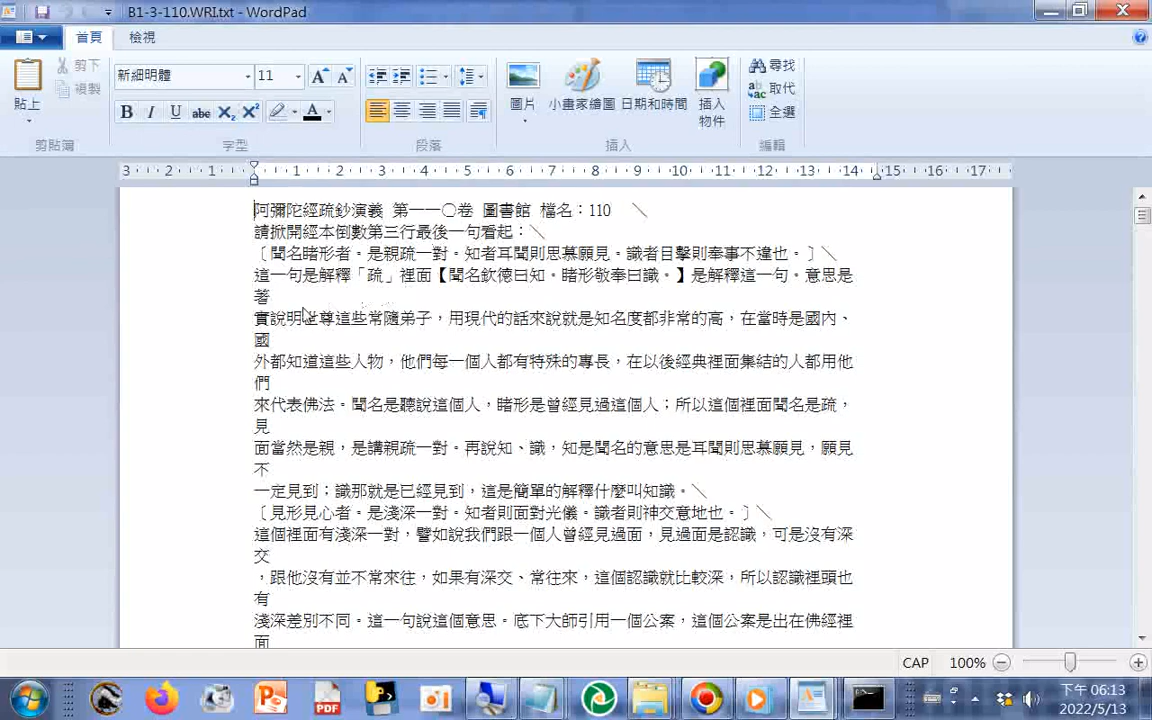 B1-3-110.WRI.txt - WordPad
首頁 檢視
貼上
剪下
複製
剪貼簿
新細明體 11
字型
段落
圖片
小畫家繪圖
日期和時間
插入
物件
插入
尋找
取代
全選
編輯
3 2 1 1 2 3 4 5 6 7 8 9 10 11 12 13 14 15 16 17
阿彌陀經疏鈔演義 第一一〇卷 圖書館 檔名：110 ╲
請掀開經本倒數第三行最後一句看起：╲
〔聞名睹形者。是親疏一對。知者耳聞則思慕願見。識者目擊則奉事不違也。〕╲
這一句是解釋「疏」裡面【聞名欽德曰知。睹形敬奉曰識。】是解釋這一句。意思是
著
實說明世尊這些常隨弟子，用現代的話來說就是知名度都非常的高，在當時是國內、
國
外都知道這些人物，他們每一個人都有特殊的專長，在以後經典裡面集結的人都用他
們
來代表佛法。聞名是聽說這個人，睹形是曾經見過這個人；所以這個裡面聞名是疏，
見
面當然是親，是講親疏一對。再說知、識，知是聞名的意思是耳聞則思慕願見，願見
不
一定見到；識那就是已經見到，這是簡單的解釋什麼叫知識。╲
〔見形見心者。是淺深一對。知者則面對光儀。識者則神交意地也。〕╲
這個裡面有淺深一對，譬如說我們跟一個人曾經見過面，見過面是認識，可是沒有深
交
，跟他沒有並不常來往，如果有深交、常往來，這個認識就比較深，所以認識裡頭也
有
淺深差別不同。這一句說這個意思。底下大師引用一個公案，這個公案是出在佛經裡
面
CAP 100%
下午 06:13
2022/5/13